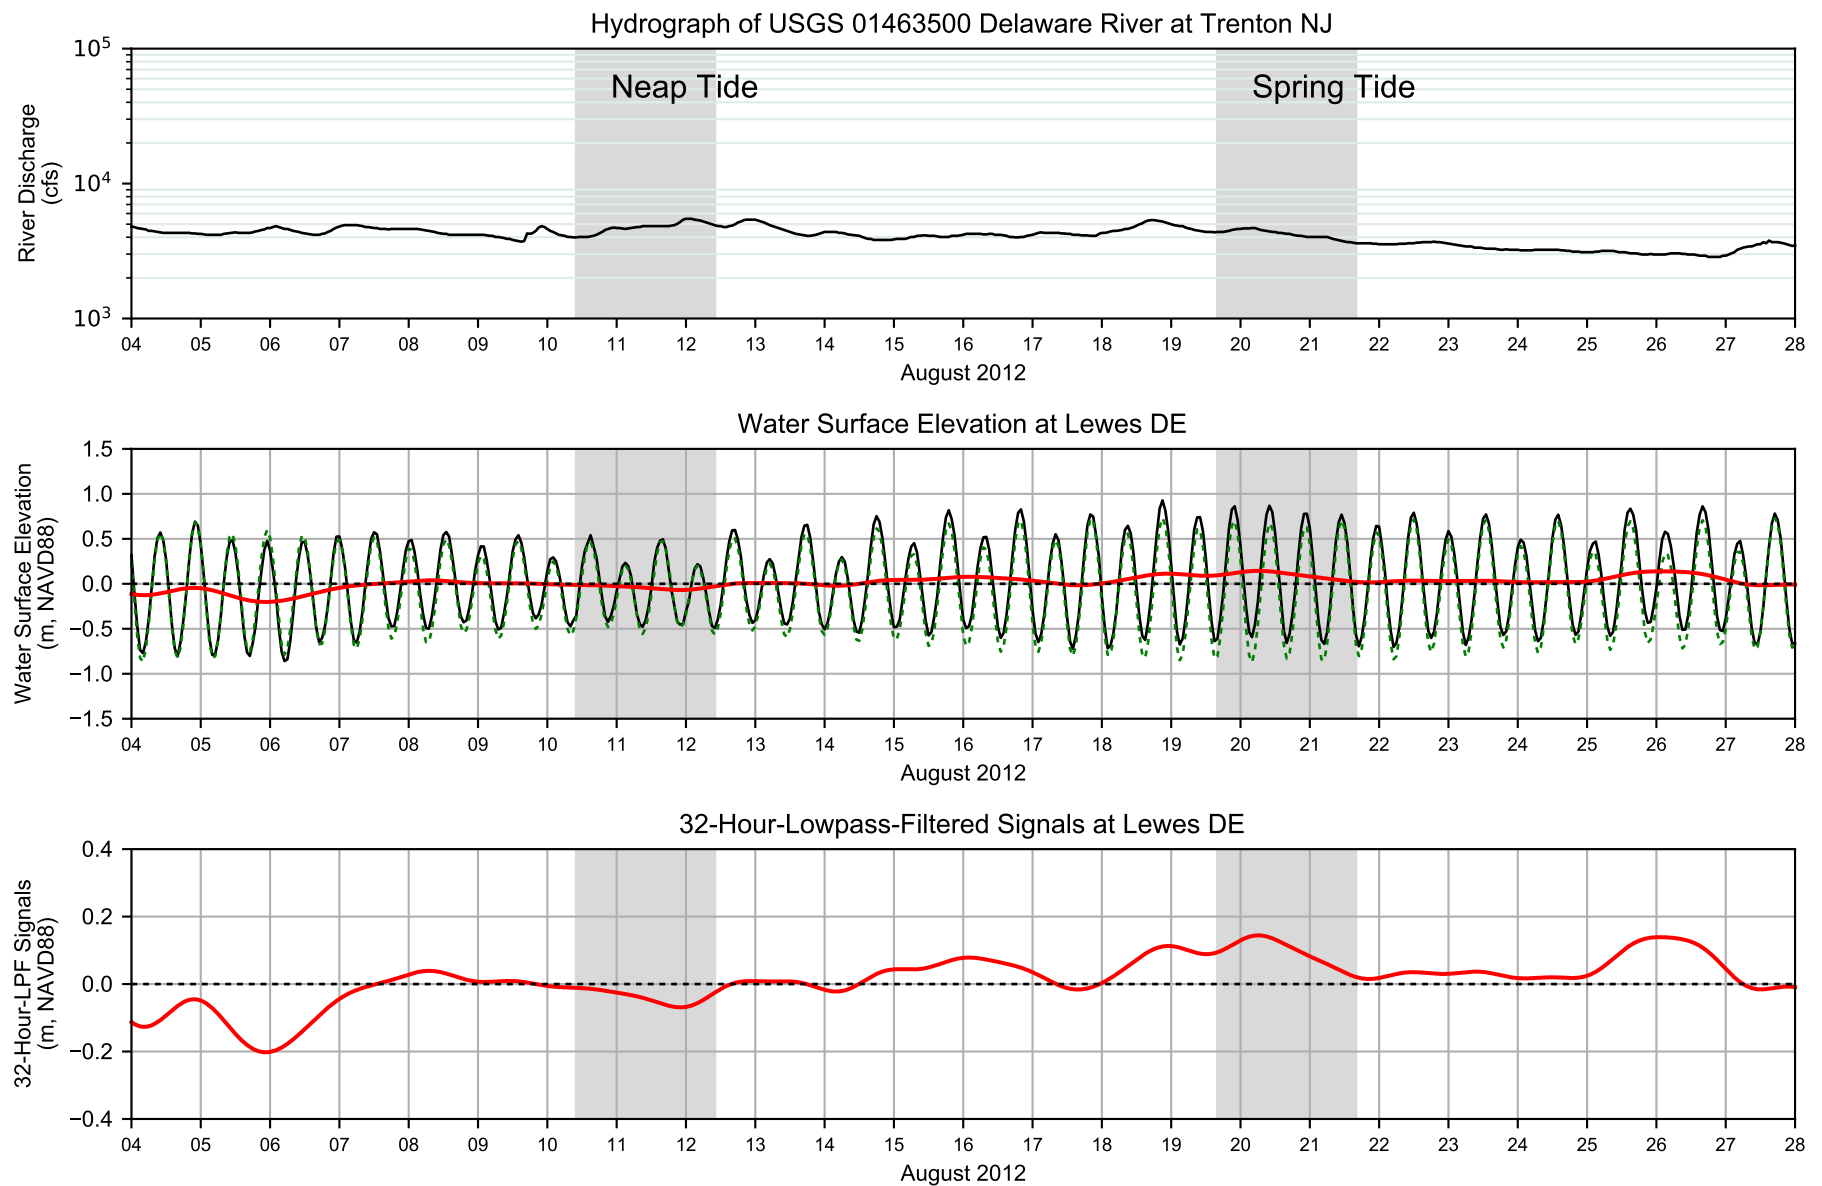 Hydrograph of USGS 01463500 Delaware River at Trenton NJ
10^5
Neap Tide
Spring Tide
River Discharge
(cfs)
10^4
10^3
04 05 06 07 08 09 10 11 12 13 14 15 16 17 18 19 20 21 22 23 24 25 26 27 28
August 2012
Water Surface Elevation at Lewes DE
Water Surface Elevation
(m, NAVD88)
1.5
1.0
0.5
0.0
−0.5
−1.0
−1.5
04 05 06 07 08 09 10 11 12 13 14 15 16 17 18 19 20 21 22 23 24 25 26 27 28
August 2012
32-Hour-Lowpass-Filtered Signals at Lewes DE
32-Hour-LPF Signals
(m, NAVD88)
0.4
0.2
0.0
−0.2
−0.4
04 05 06 07 08 09 10 11 12 13 14 15 16 17 18 19 20 21 22 23 24 25 26 27 28
August 2012